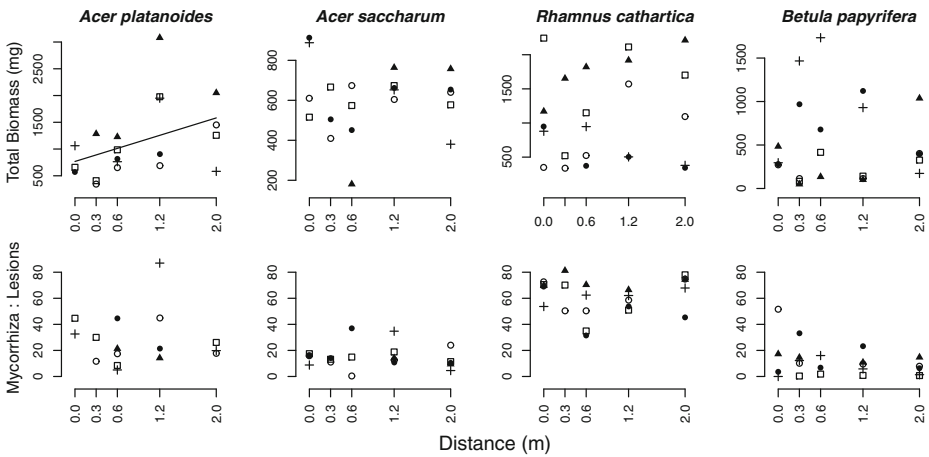 Acer platanoides
Acer saccharum
Rhamnus cathartica
Betula papyrifera
Total Biomass (mg)
500 1500 2500
0.0 0.3 0.6 1.2 2.0
200 400 600 800
0.0 0.3 0.6 1.2 2.0
500 1500
0.0 0.6 1.2 2.0
0 500 1000 1500
0.0 0.3 0.6 1.2 2.0
Mycorrhiza : Lesions
0 20 40 60 80
0.0 0.3 0.6 1.2 2.0
0 20 40 60 80
0.0 0.3 0.6 1.2 2.0
0 20 40 60 80
0.0 0.3 0.6 1.2 2.0
0 20 40 60 80
0.0 0.3 0.6 1.2 2.0
Distance (m)